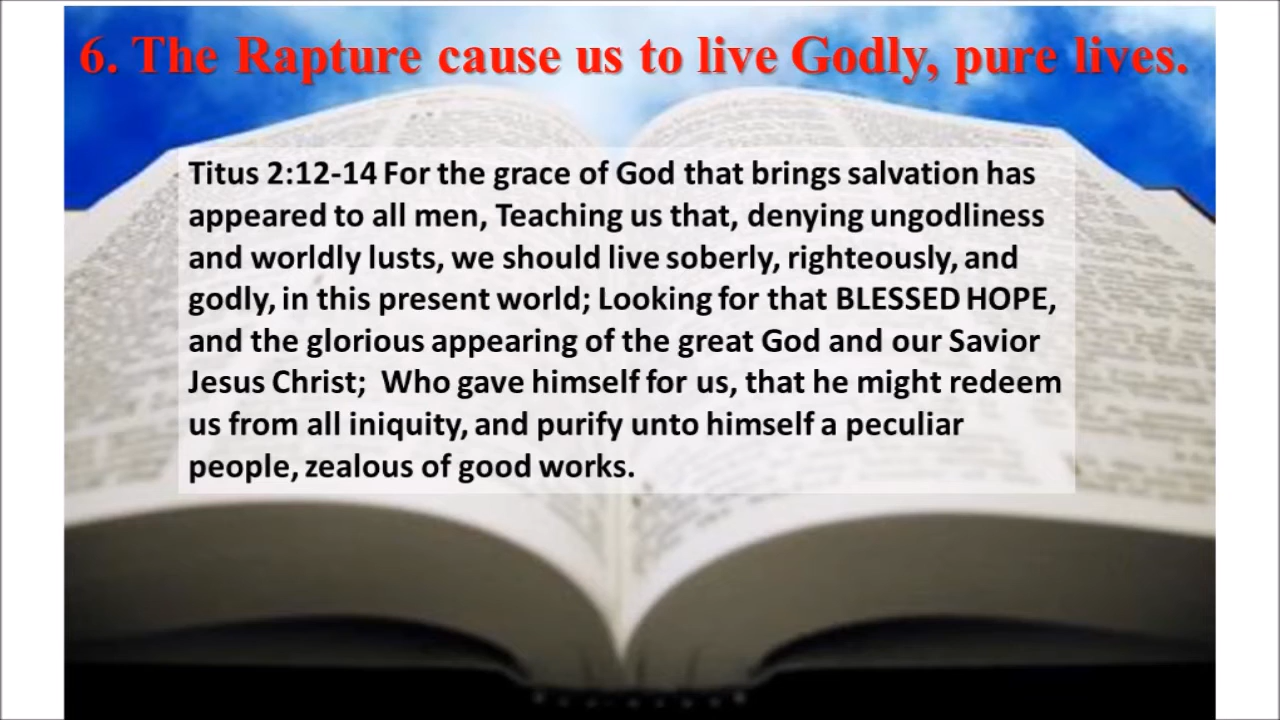 6. The Rapture cause us to live Godly, pure lives.
Titus 2:12-14 For the grace of God that brings salvation has
appeared to all men, Teaching us that, denying ungodliness
and worldly lusts, we should live soberly, righteously, and
godly, in this present world; Looking for that BLESSED HOPE,
and the glorious appearing of the great God and our Savior
Jesus Christ;  Who gave himself for us, that he might redeem
us from all iniquity, and purify unto himself a peculiar
people, zealous of good works.